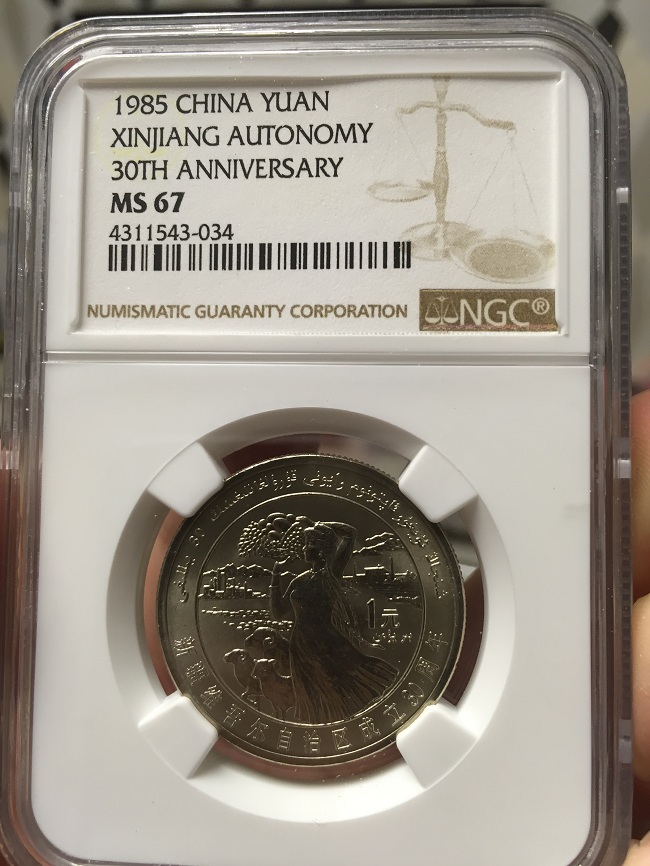 1985 CHINA YUAN
XINJIANG AUTONOMY
30TH ANNIVERSARY
MS 67
4311543-034
NUMISMATIC GUARANTY CORPORATION
NGC®
1元
新疆维吾尔自治区成立30周年